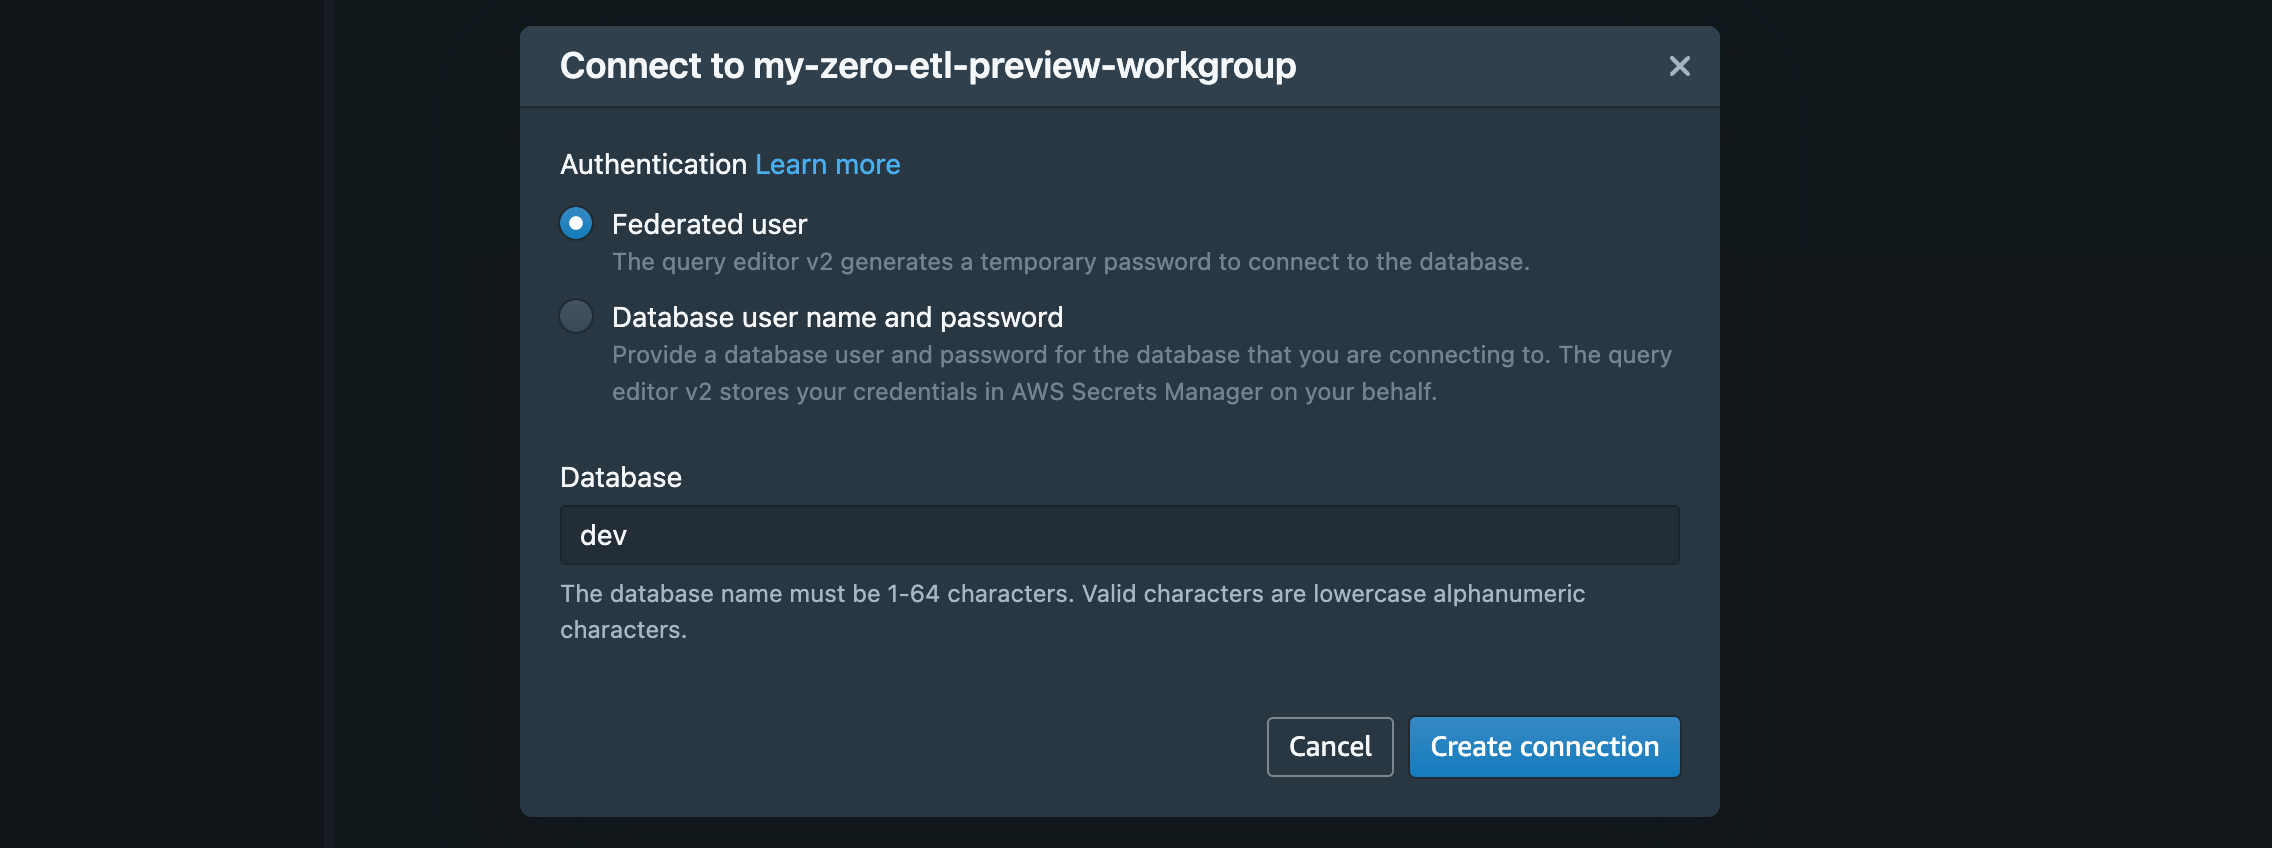 Connect to my-zero-etl-preview-workgroup
Authentication Learn more
Federated user
The query editor v2 generates a temporary password to connect to the database.
Database user name and password
Provide a database user and password for the database that you are connecting to. The query
editor v2 stores your credentials in AWS Secrets Manager on your behalf.
Database
dev
The database name must be 1-64 characters. Valid characters are lowercase alphanumeric
characters.
Cancel Create connection